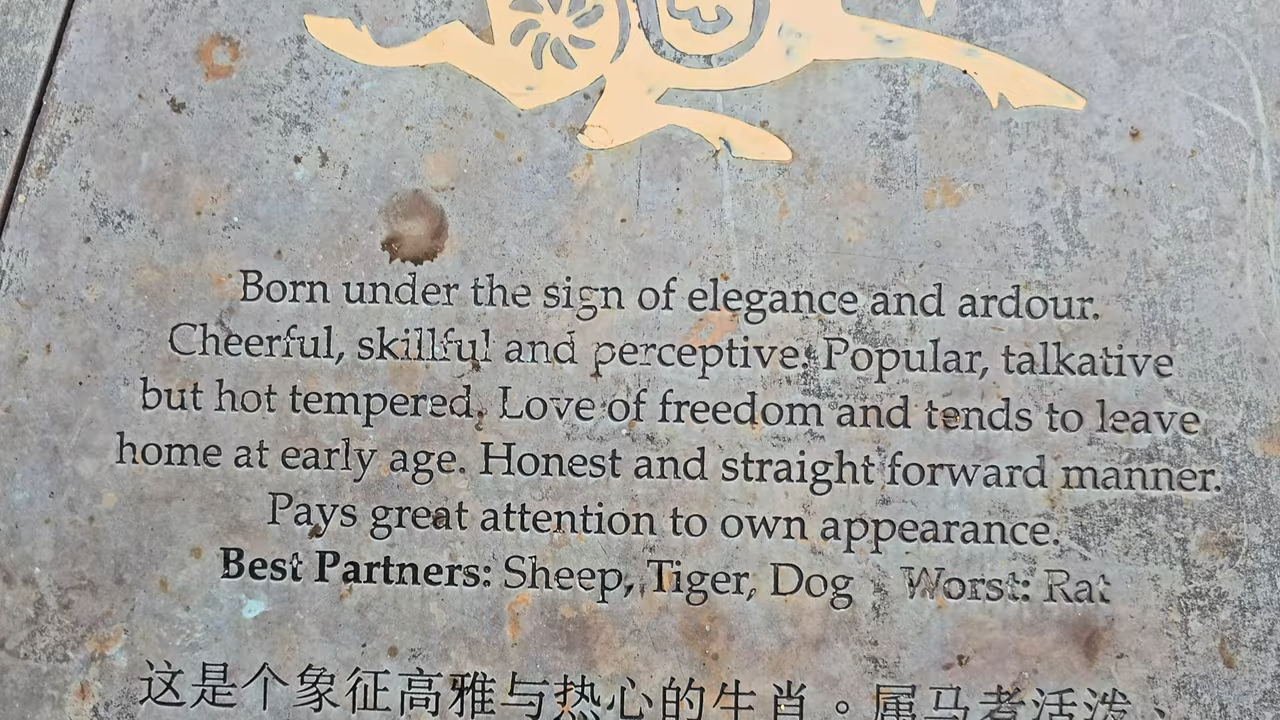 Born under the sign of elegance and ardour.
Cheerful, skillful and perceptive. Popular, talkative
but hot tempered. Love of freedom and tends to leave
home at early age. Honest and straight forward manner.
Pays great attention to own appearance.
Best Partners: Sheep, Tiger, Dog Worst: Rat
这是个象征高雅与热心的生肖。属马者活泼、